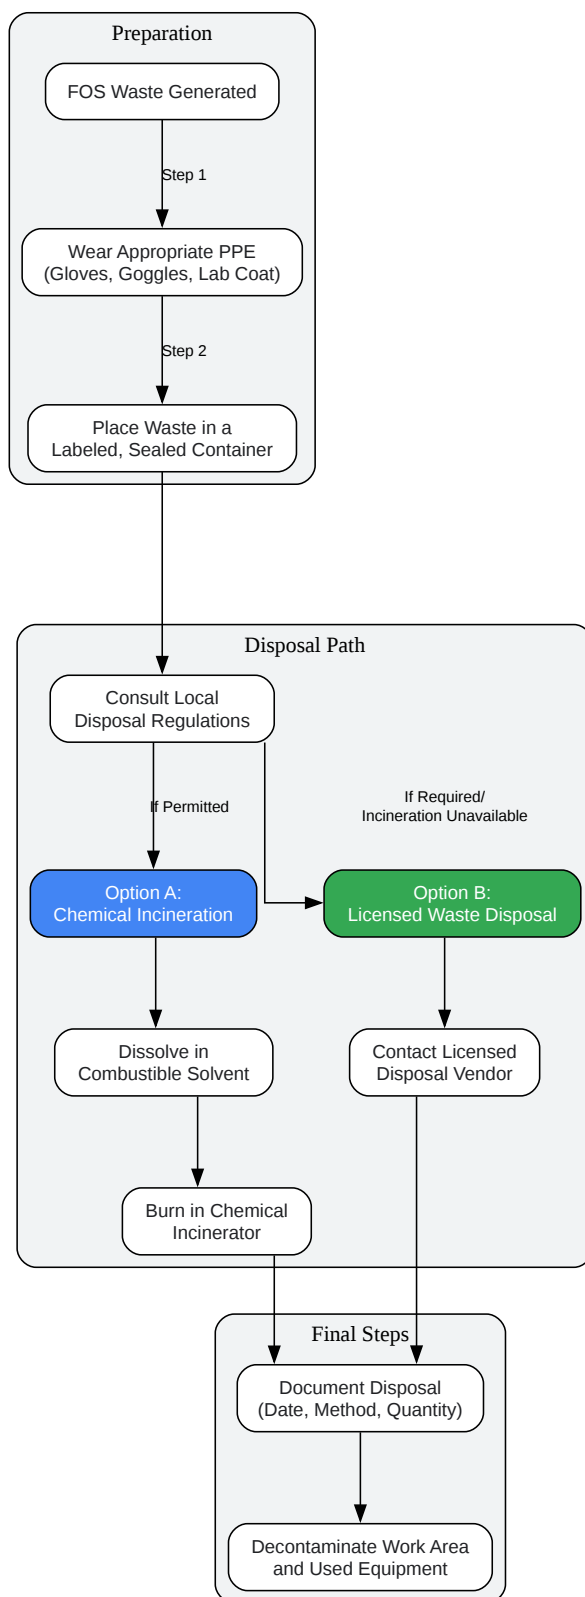 Preparation
FOS Waste Generated
Step 1
Wear Appropriate PPE
(Gloves, Goggles, Lab Coat)
Step 2
Place Waste in a
Labeled, Sealed Container
Disposal Path
Consult Local
Disposal Regulations
If Permitted
If Required/
Incineration Unavailable
Option A:
Chemical Incineration
Option B:
Licensed Waste Disposal
Dissolve in
Combustible Solvent
Contact Licensed
Disposal Vendor
Burn in Chemical
Incinerator
Final Steps
Document Disposal
(Date, Method, Quantity)
Decontaminate Work Area
and Used Equipment